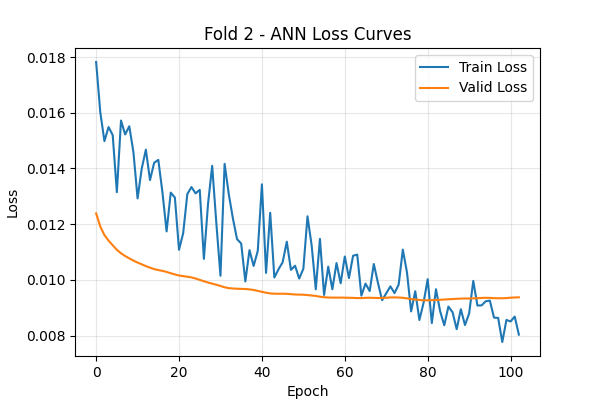 Fold 2 - ANN Loss Curves
Train Loss
Valid Loss
Loss
0.018
0.016
0.014
0.012
0.010
0.008
0 20 40 60 80 100
Epoch